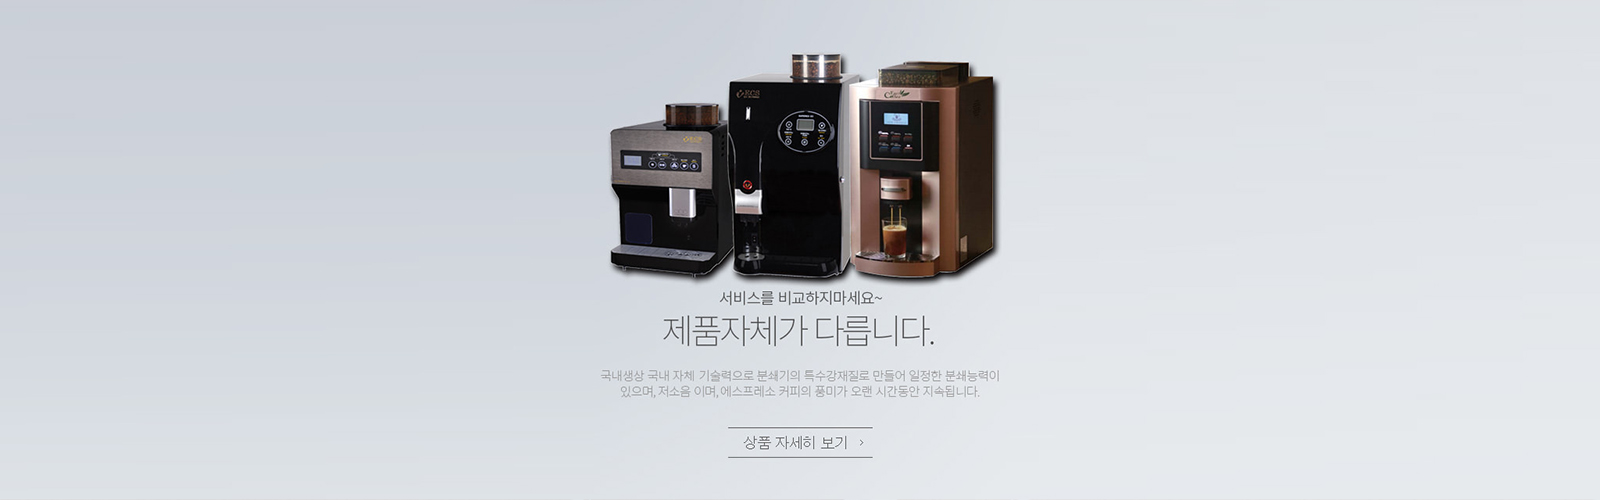 ECS
Coffee
서비스를 비교하지마세요~
제품자체가 다릅니다.
국내생상 국내 자체 기술력으로 분쇄기의 특수강재질로 만들어 일정한 분쇄능력이
있으며, 저소음 이며, 에스프레소 커피의 풍미가 오랜 시간동안 지속됩니다.
상품 자세히 보기 >